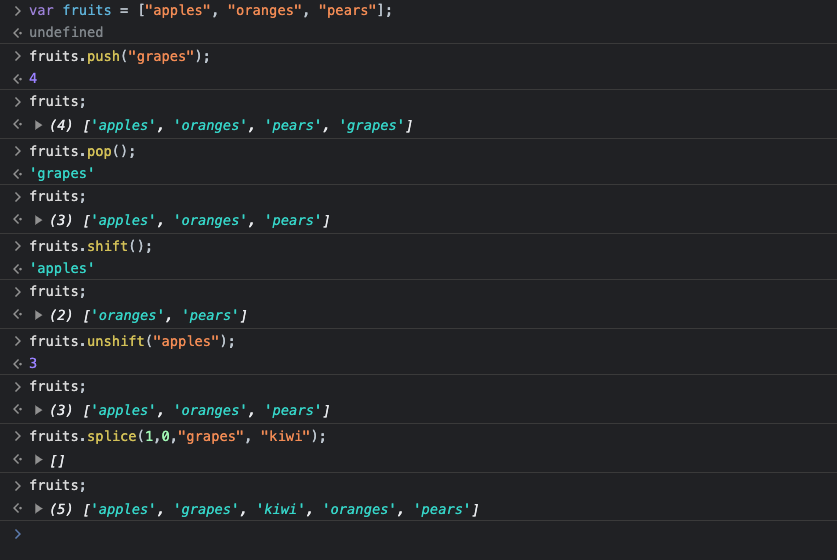 > var fruits = ["apples", "oranges", "pears"];
undefined
> fruits.push("grapes");
4
> fruits;
(4) ['apples', 'oranges', 'pears', 'grapes']
> fruits.pop();
'grapes'
> fruits;
(3) ['apples', 'oranges', 'pears']
> fruits.shift();
'apples'
> fruits;
(2) ['oranges', 'pears']
> fruits.unshift("apples");
3
> fruits;
(3) ['apples', 'oranges', 'pears']
> fruits.splice(1,0,"grapes", "kiwi");
[]
> fruits;
(5) ['apples', 'grapes', 'kiwi', 'oranges', 'pears']
>